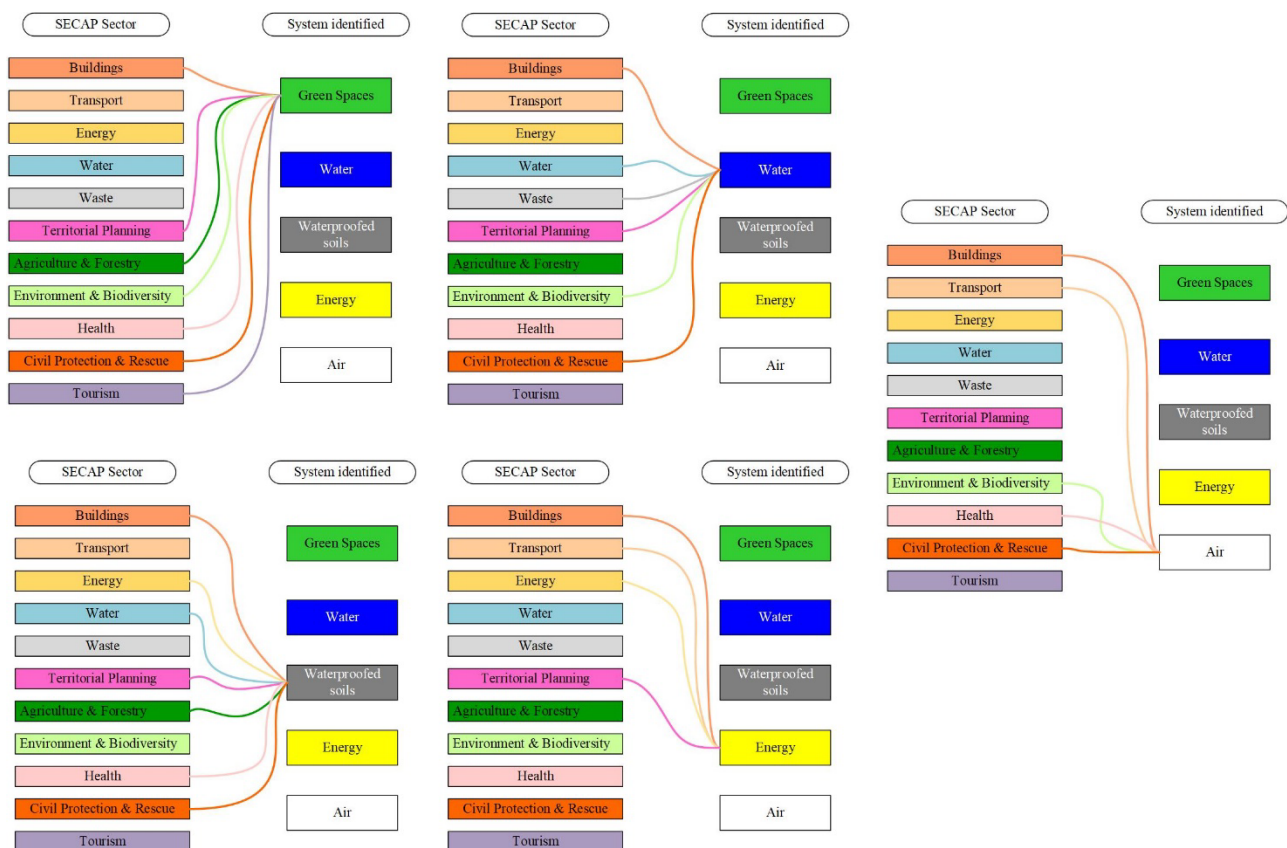 SECAP Sector
System identified
Buildings
Transport
Energy
Water
Waste
Territorial Planning
Agriculture & Forestry
Environment & Biodiversity
Health
Civil Protection & Rescue
Tourism
Green Spaces
Water
Waterproofed
soils
Energy
Air
SECAP Sector
System identified
Buildings
Transport
Energy
Water
Waste
Territorial Planning
Agriculture & Forestry
Environment & Biodiversity
Health
Civil Protection & Rescue
Tourism
Green Spaces
Water
Waterproofed
soils
Energy
Air
SECAP Sector
System identified
Buildings
Transport
Energy
Water
Waste
Territorial Planning
Agriculture & Forestry
Environment & Biodiversity
Health
Civil Protection & Rescue
Tourism
Green Spaces
Water
Waterproofed
soils
Energy
Air
SECAP Sector
System identified
Buildings
Transport
Energy
Water
Waste
Territorial Planning
Agriculture & Forestry
Environment & Biodiversity
Health
Civil Protection & Rescue
Tourism
Green Spaces
Water
Waterproofed
soils
Energy
Air
SECAP Sector
System identified
Buildings
Transport
Energy
Water
Waste
Territorial Planning
Agriculture & Forestry
Environment & Biodiversity
Health
Civil Protection & Rescue
Tourism
Green Spaces
Water
Waterproofed
soils
Energy
Air